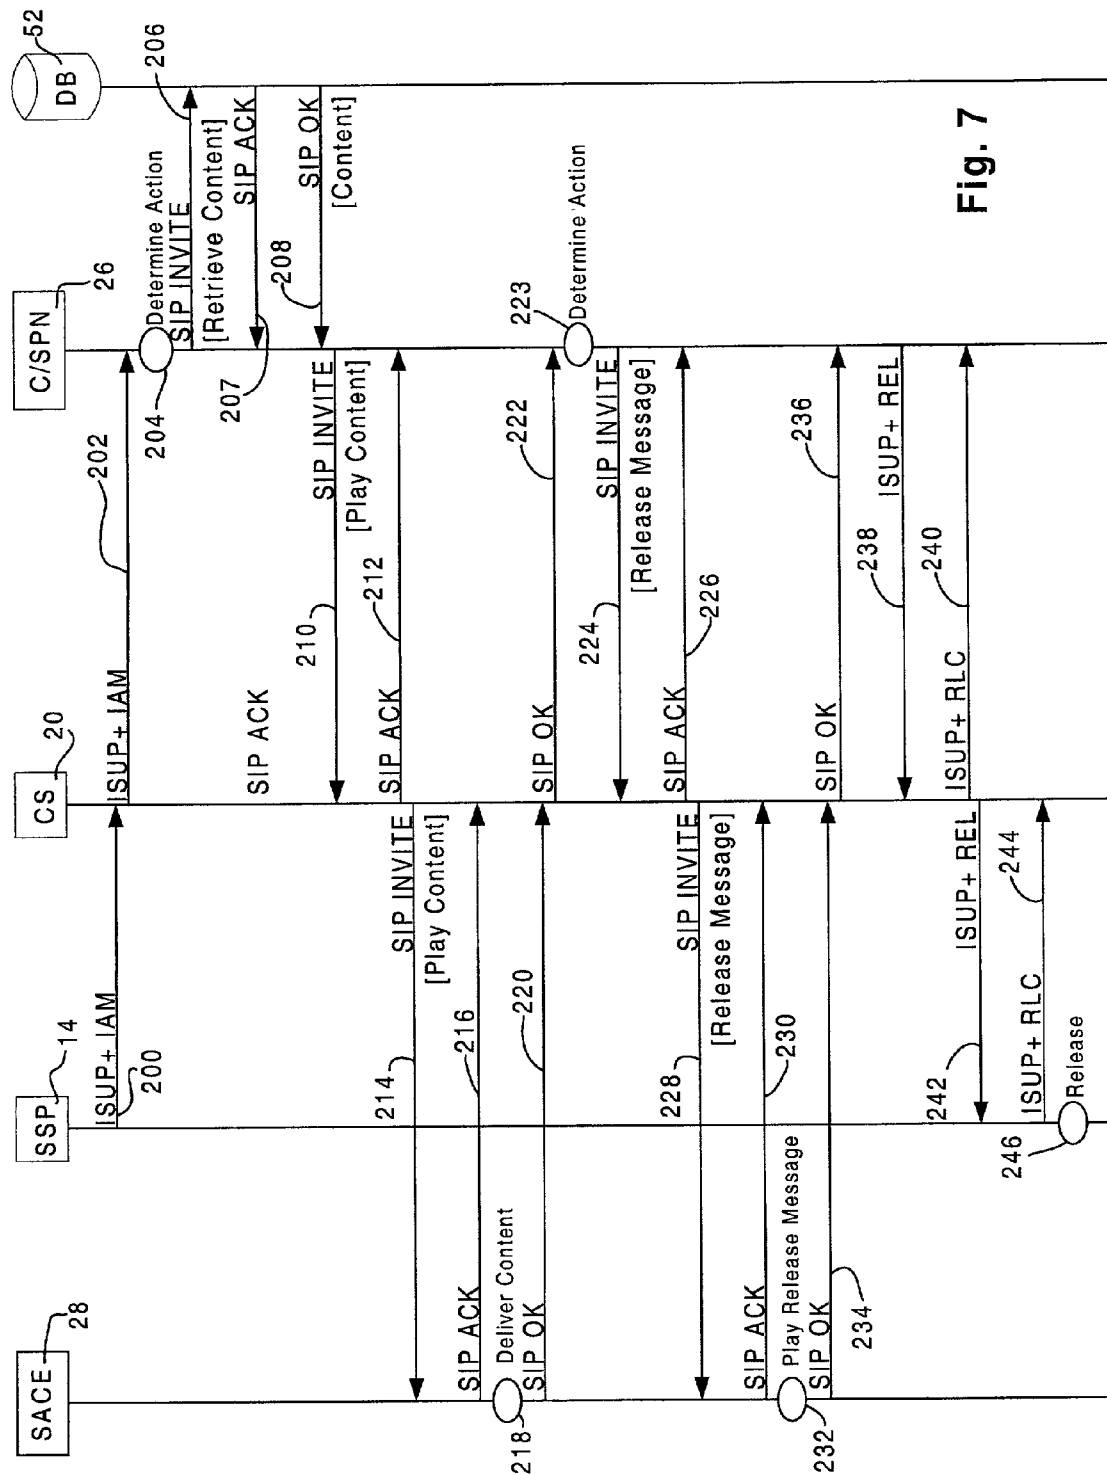 SACE
28
SSP
14
CS
20
C/SPN
26
DB
52
ISUP+ IAM
200
ISUP+ IAM
202
204
Determine Action
SIP INVITE
206
[Retrieve Content]
SIP ACK
207
SIP ACK
SIP OK
208
[Content]
SIP INVITE
210
[Play Content]
SIP ACK
212
SIP INVITE
214
[Play Content]
SIP ACK
216
218
Deliver Content
SIP OK
220
SIP OK
222
223
Determine Action
SIP INVITE
224
[Release Message]
SIP ACK
226
SIP INVITE
228
[Release Message]
SIP ACK
230
232
Play Release Message
SIP OK
234
SIP OK
236
ISUP+ REL
238
ISUP+ RLC
240
ISUP+ REL
242
ISUP+ RLC
244
246
Release
Fig. 7